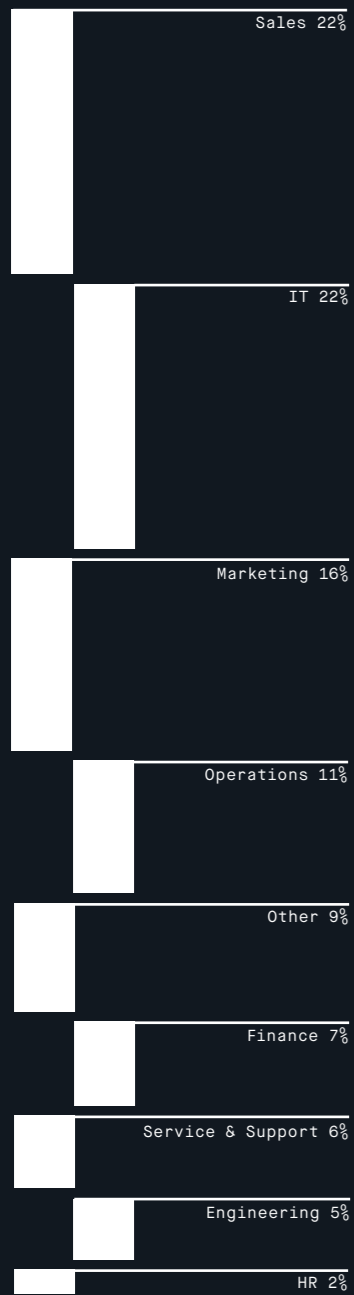 Sales 22%
IT 22%
Marketing 16%
Operations 11%
Other 9%
Finance 7%
Service & Support 6%
Engineering 5%
HR 2%